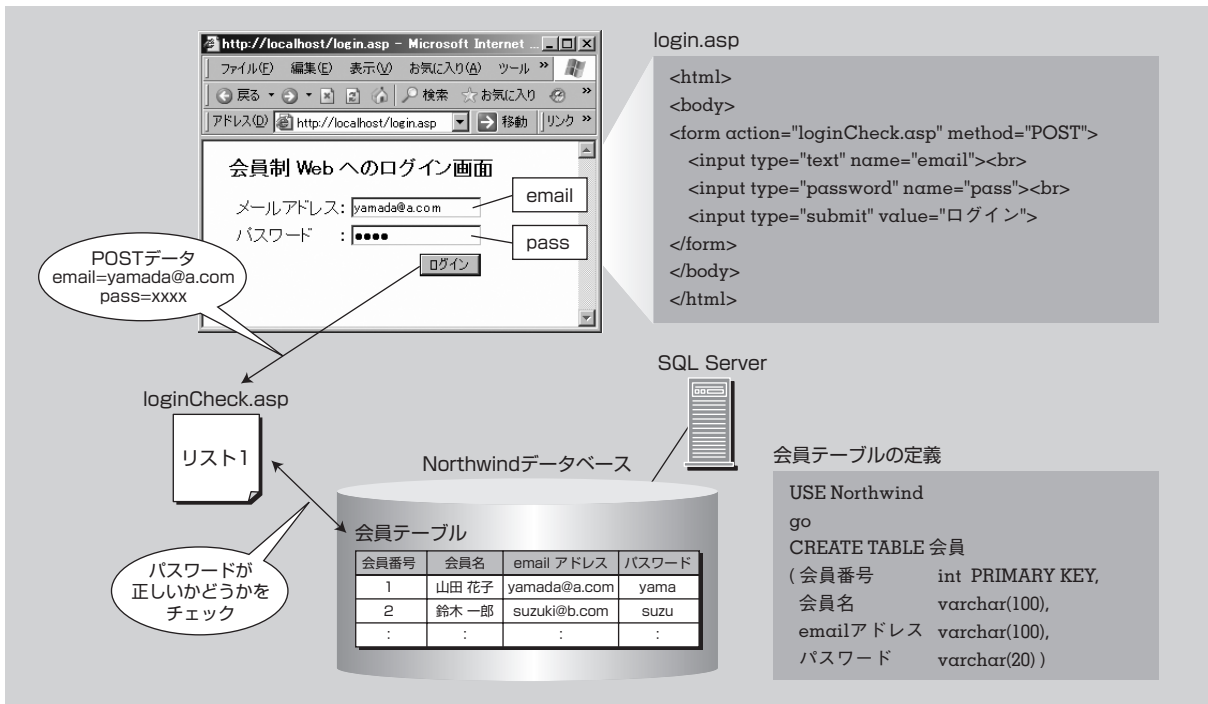 http://localhost/login.asp - Microsoft Internet ...
ファイル(F) 編集(E) 表示(V) お気に入り(A) ツール »
戻る 検索 お気に入り »
アドレス(D) http://localhost/login.asp 移動 リンク »
会員制 Web へのログイン画面
メールアドレス: yamada@a.com
email
パスワード : ●●●●
pass
ログイン
POSTデータ
email=yamada@a.com
pass=xxxx
login.asp
<html>
<body>
<form action="loginCheck.asp" method="POST">
<input type="text" name="email"><br>
<input type="password" name="pass"><br>
<input type="submit" value="ログイン">
</form>
</body>
</html>
loginCheck.asp
リスト1
パスワードが
正しいかどうかを
チェック
SQL Server
Northwindデータベース
会員テーブル
会員番号 会員名 email アドレス パスワード
1 山田 花子 yamada@a.com yama
2 鈴木 一郎 suzuki@b.com suzu
: : : :
会員テーブルの定義
USE Northwind
go
CREATE TABLE 会員
( 会員番号 int PRIMARY KEY,
会員名 varchar(100),
emailアドレス varchar(100),
パスワード varchar(20) )